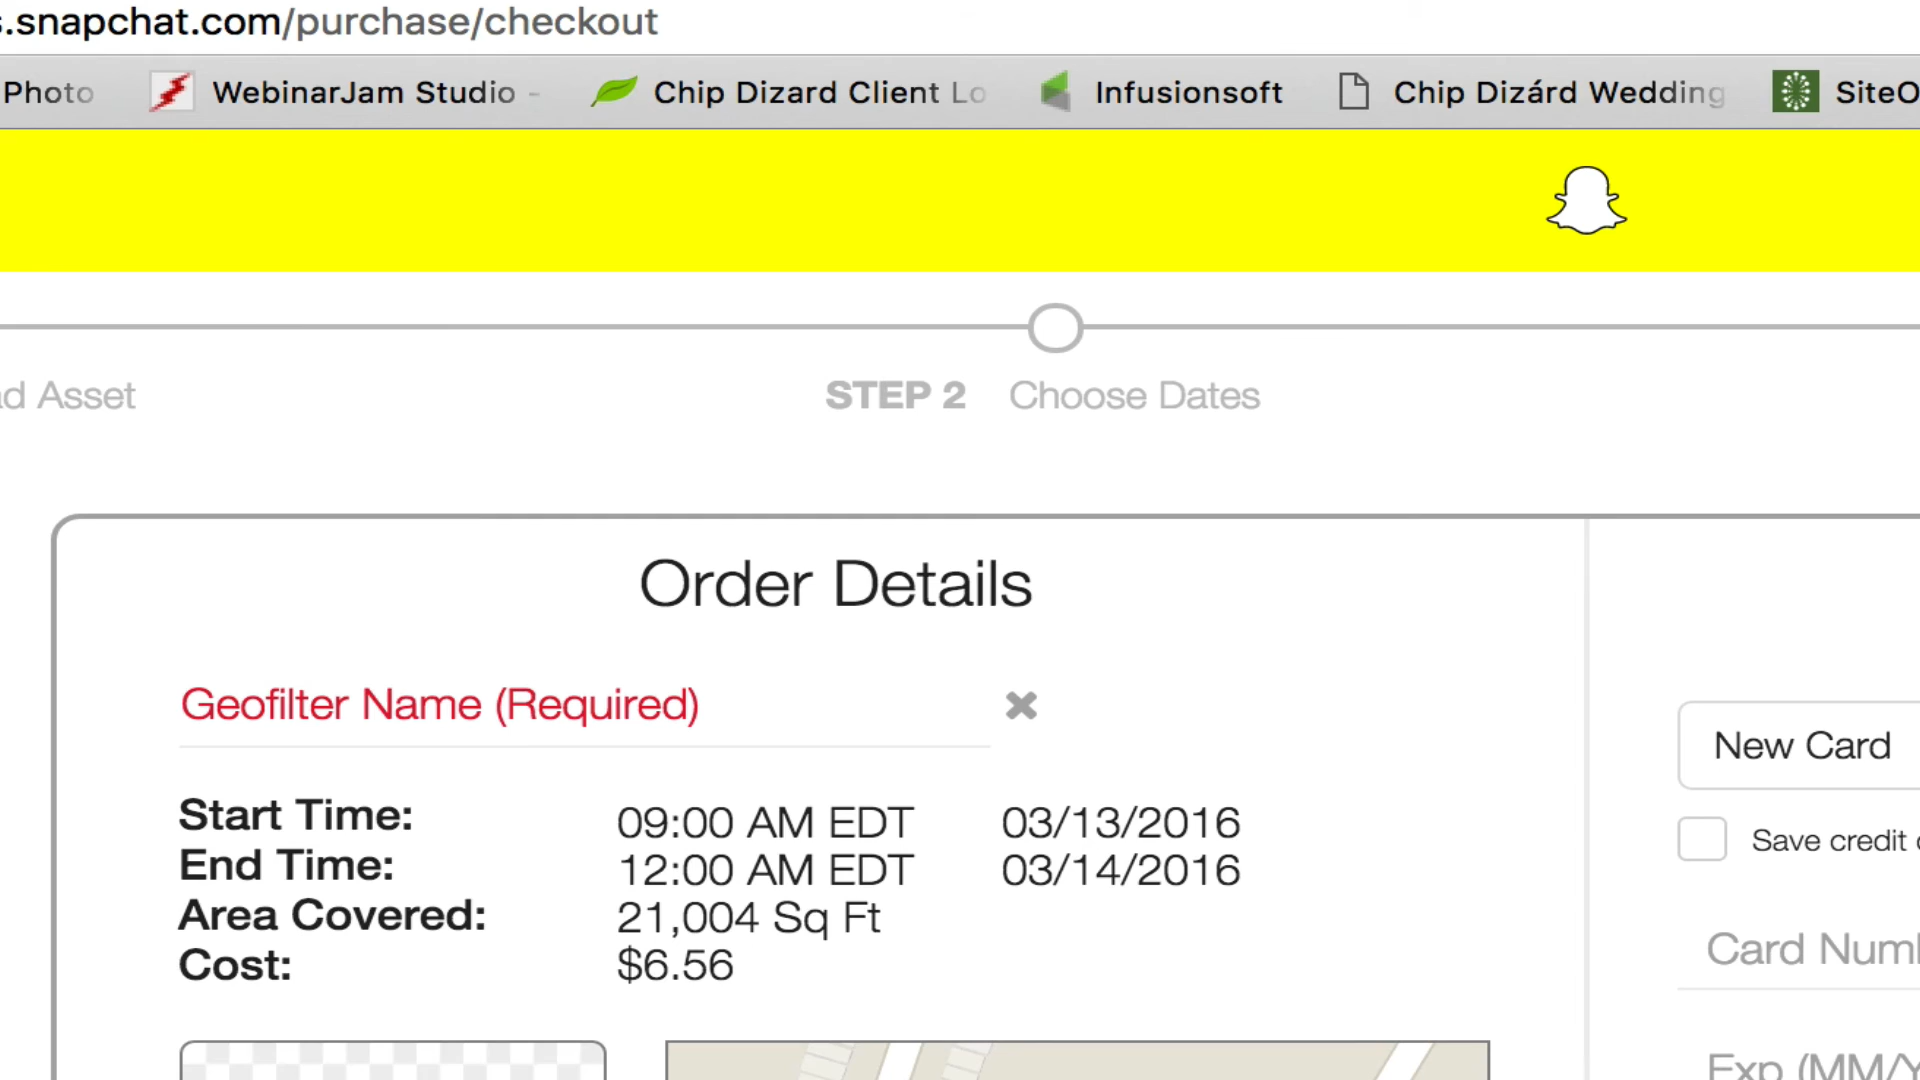 .snapchat.com/purchase/checkout
Photo WebinarJam Studio - Chip Dizard Client Lo Infusionsoft Chip Dizárd Wedding SiteO
d Asset STEP 2 Choose Dates
Order Details
Geofilter Name (Required)
New Card
Start Time: 09:00 AM EDT 03/13/2016
Save credit
End Time: 12:00 AM EDT 03/14/2016
Area Covered: 21,004 Sq Ft
Card Num
Cost: $6.56
Exp (MM/Y